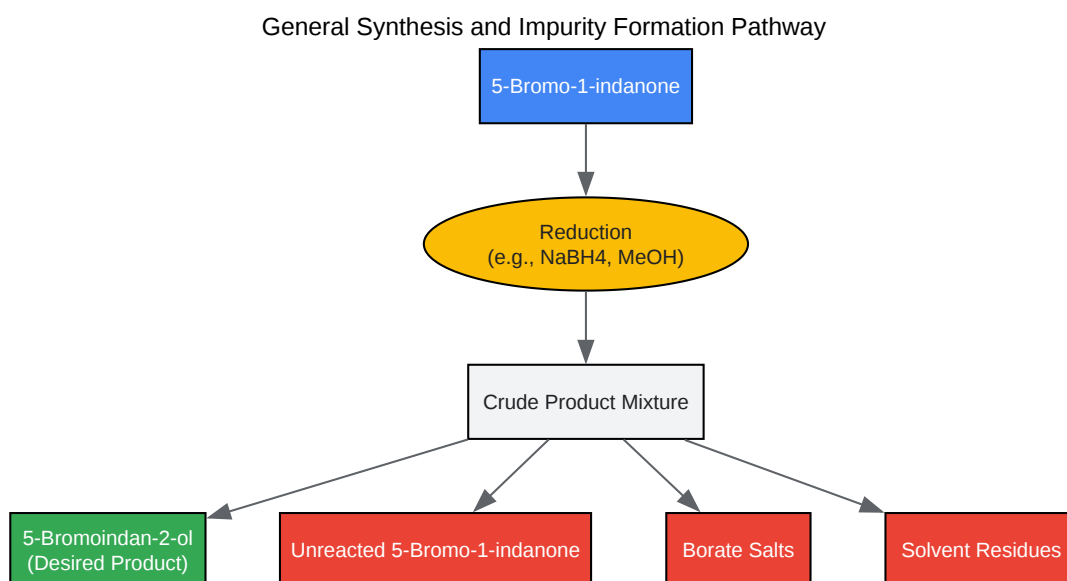 General Synthesis and Impurity Formation Pathway
5-Bromo-1-indanone
Reduction
(e.g., NaBH4, MeOH)
Crude Product Mixture
5-Bromoindan-2-ol
(Desired Product)
Unreacted 5-Bromo-1-indanone
Borate Salts
Solvent Residues